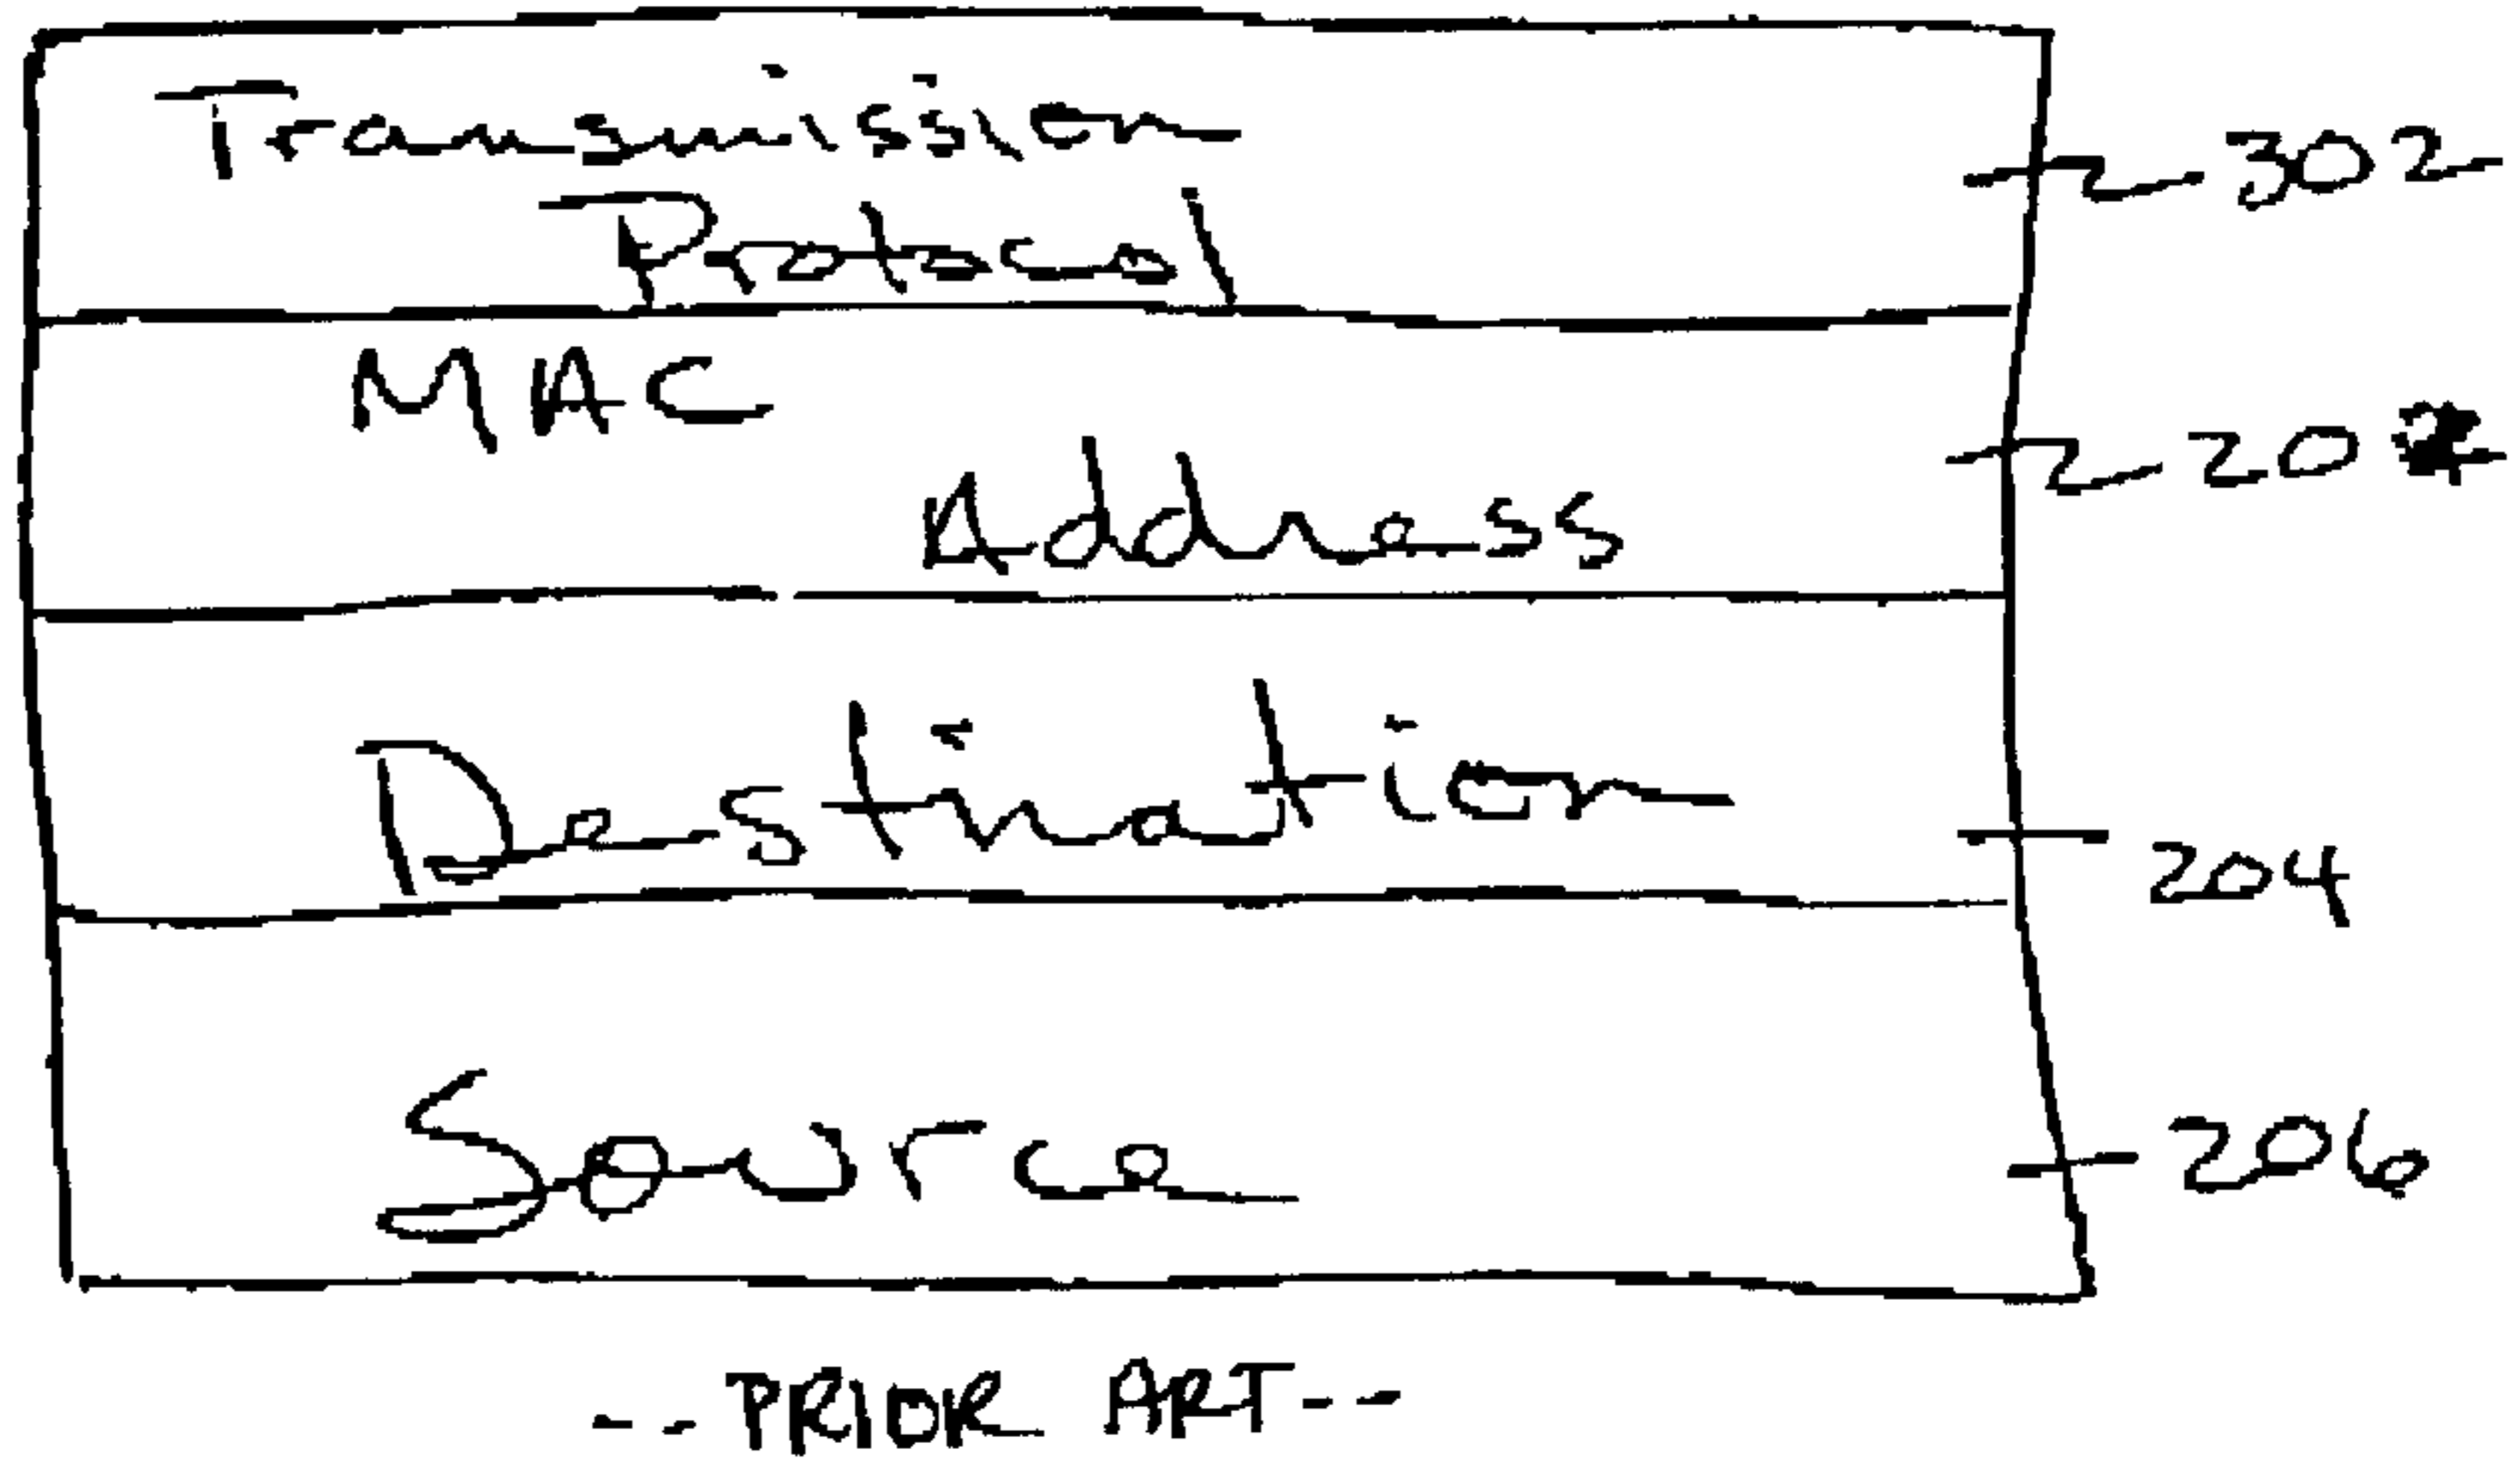 Transmission 302
Protocol
MAC
Address
Destination
204
Source 206
--PRIOR ART--